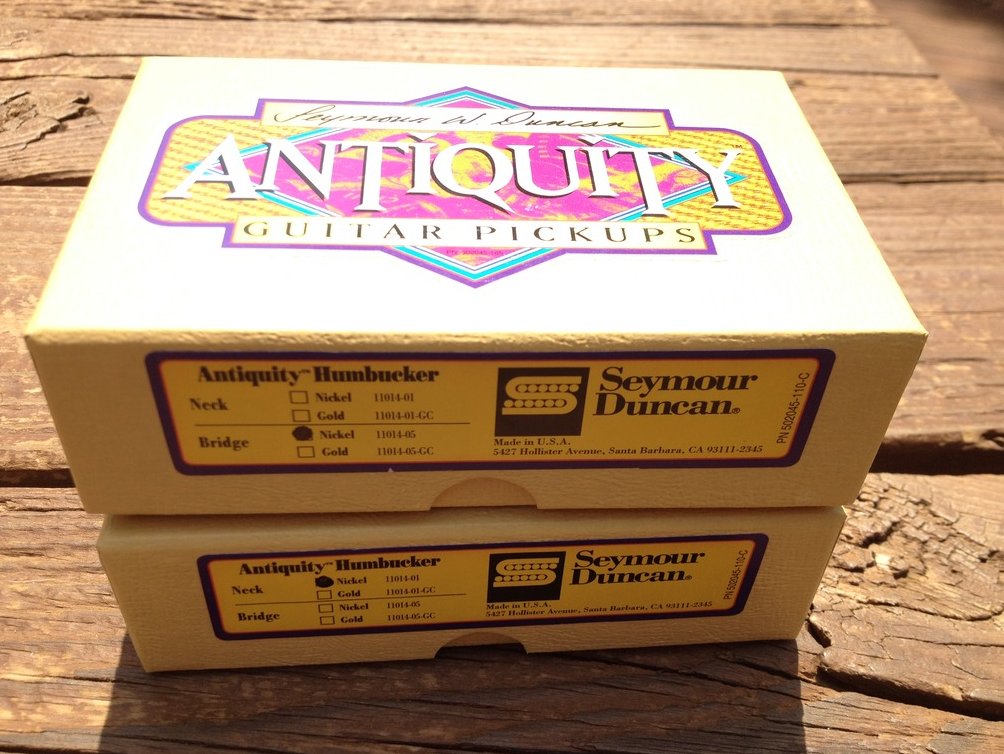 Seymour W. Duncan
ANTIQUITY™
GUITAR PICKUPS
Antiquity™ Humbucker
Neck
Nickel 11014-01
Gold 11014-01-GC
Bridge
Nickel 11014-05
Gold 11014-05-GC
Seymour
Duncan®
Made in U.S.A.
5427 Hollister Avenue, Santa Barbara, CA 93111-2345
PN 502045-110-C
Antiquity™ Humbucker
Neck
Nickel 11014-01
Gold 11014-01-GC
Bridge
Nickel 11014-05
Gold 11014-05-GC
Seymour
Duncan®
Made in U.S.A.
5427 Hollister Avenue, Santa Barbara, CA 93111-2345
PN 502045-110-C